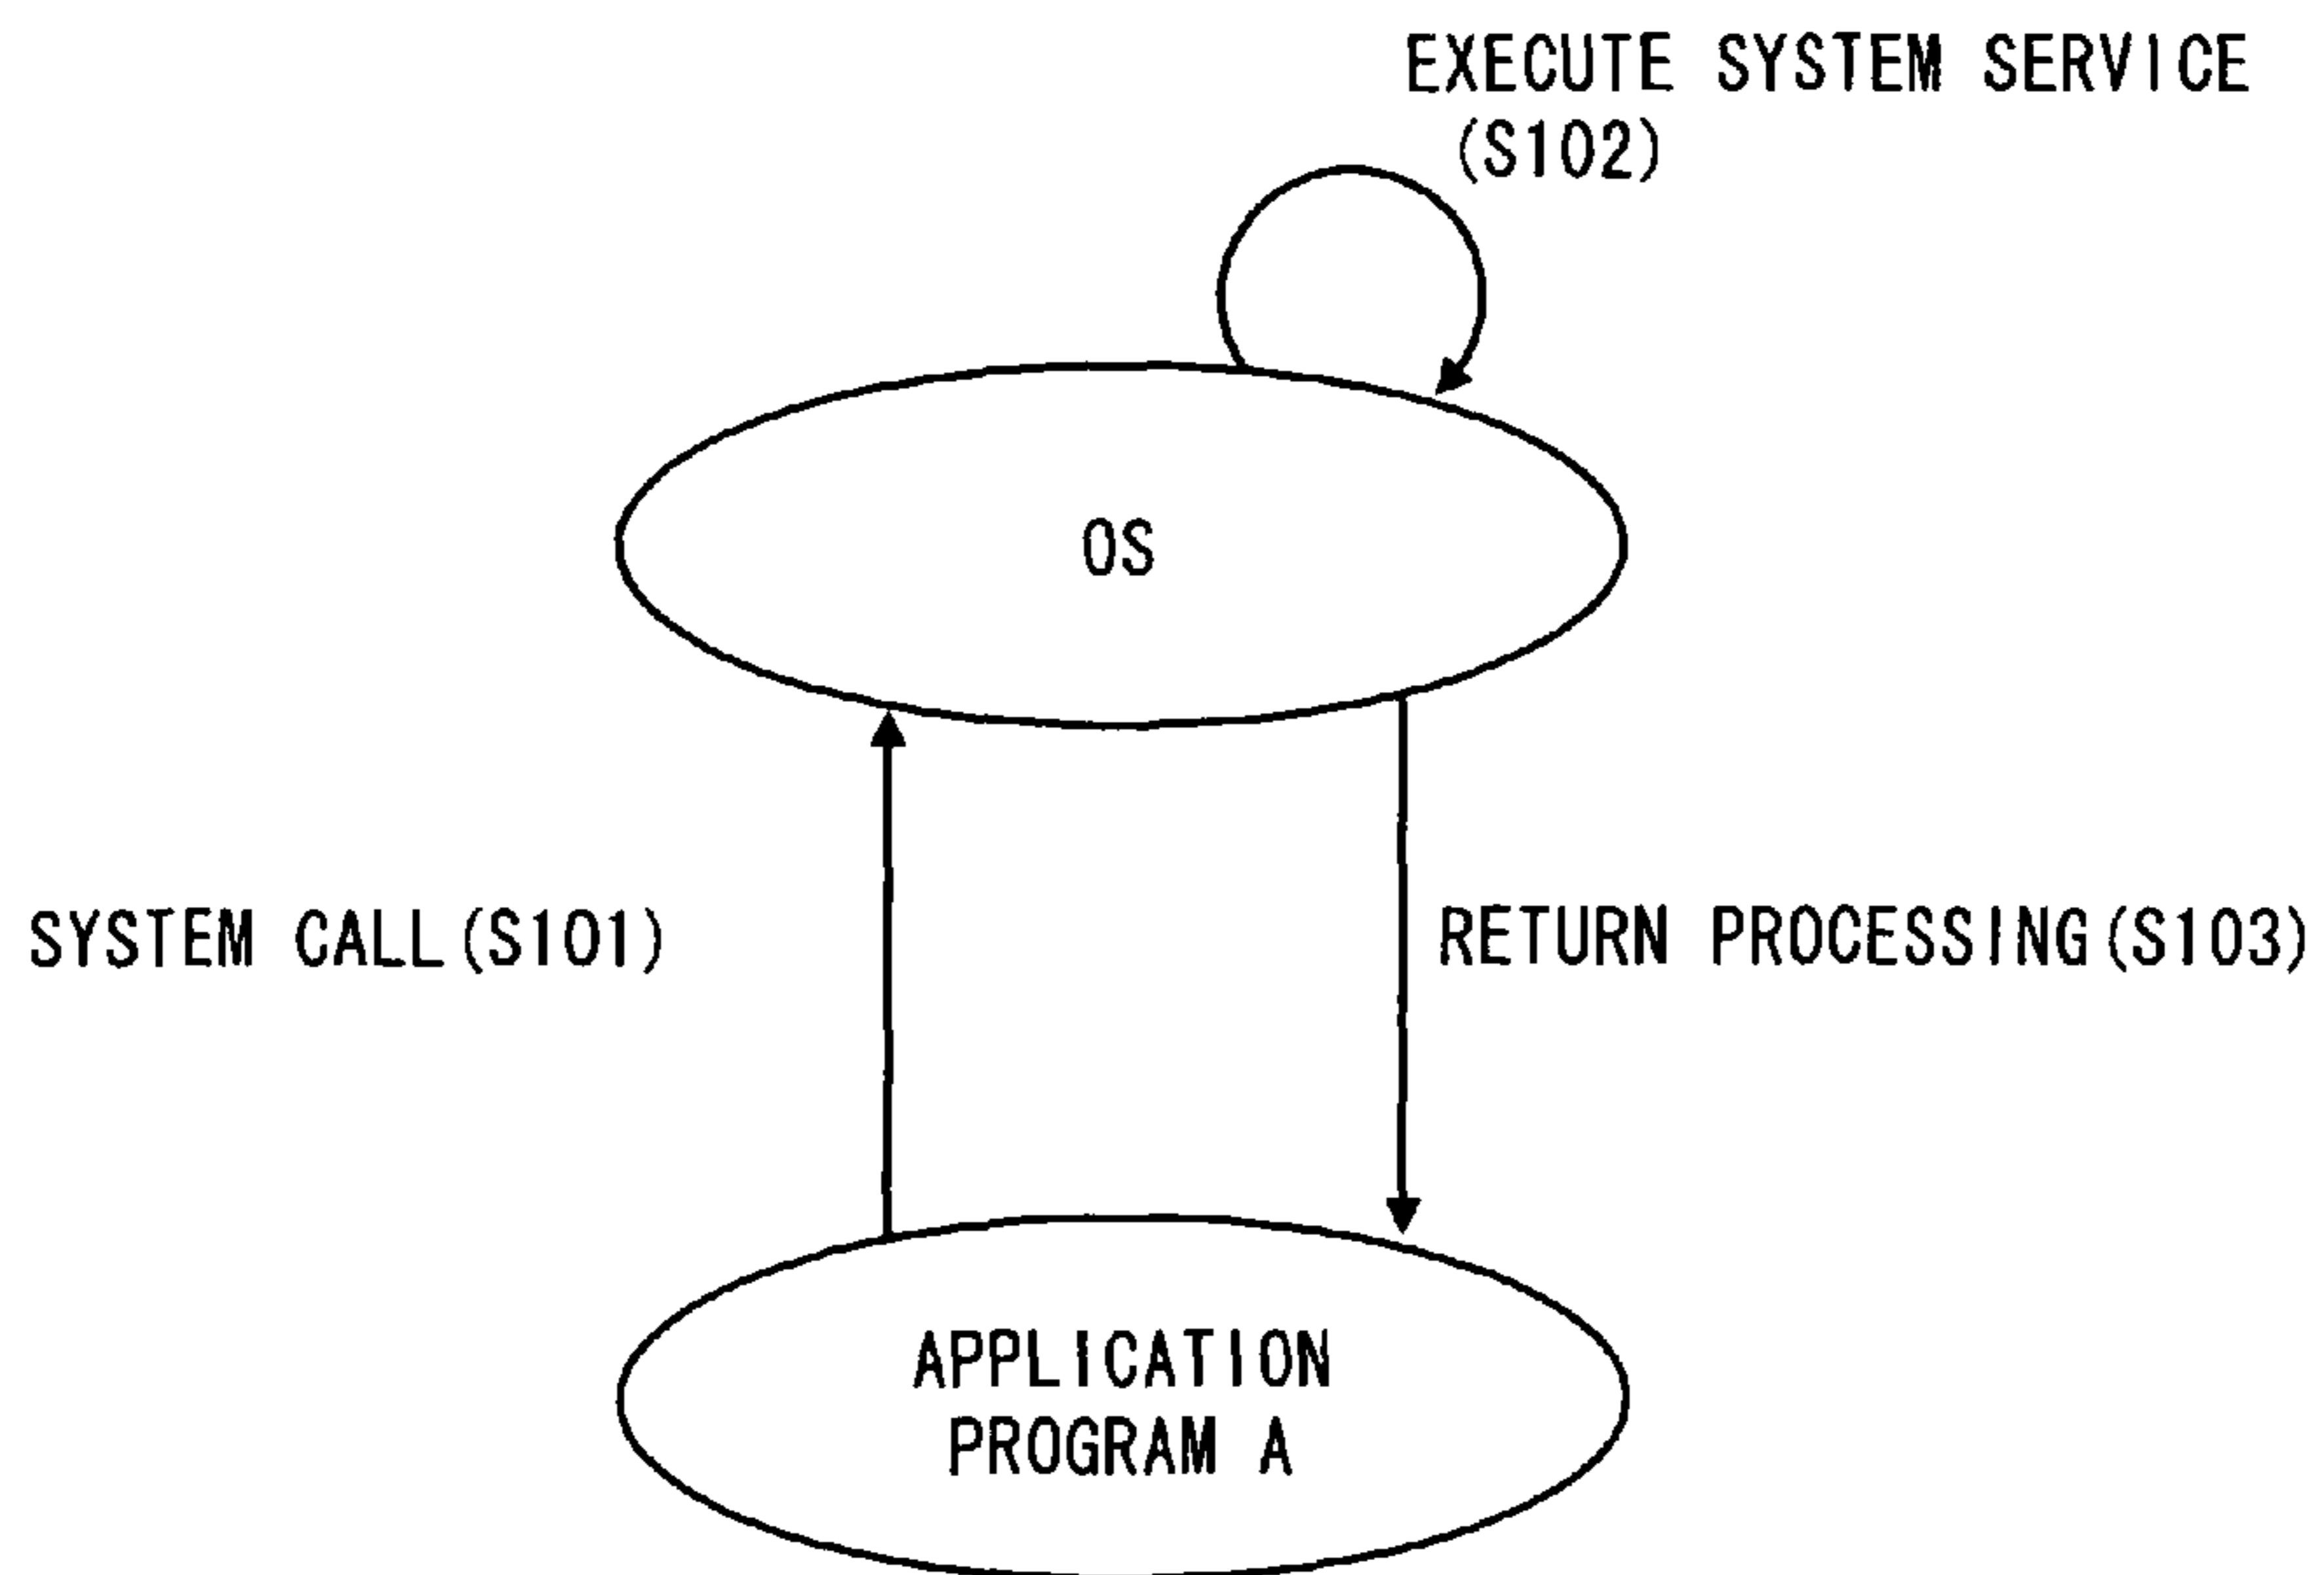 EXECUTE SYSTEM SERVICE
(S102)
OS
SYSTEM CALL(S101)
RETURN PROCESSING(S103)
APPLICATION
PROGRAM A